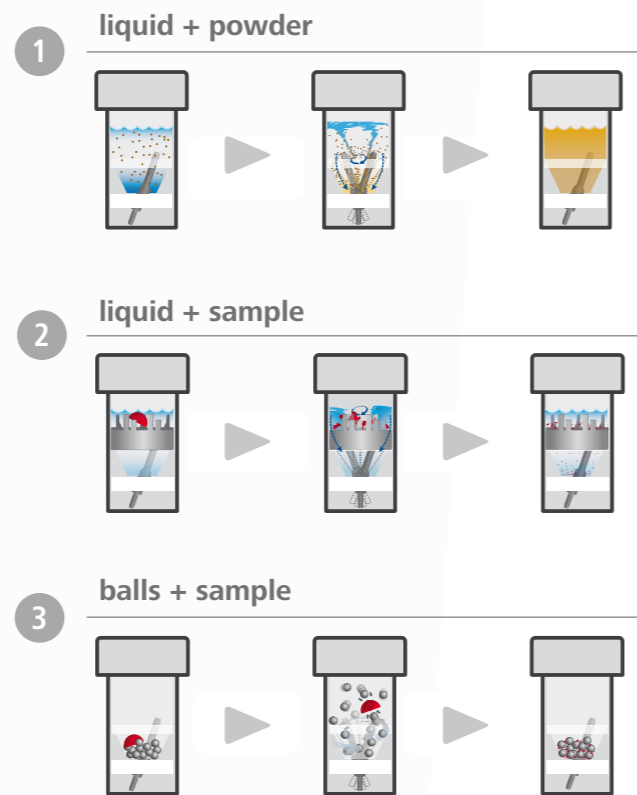 1
liquid + powder
2
liquid + sample
3
balls + sample